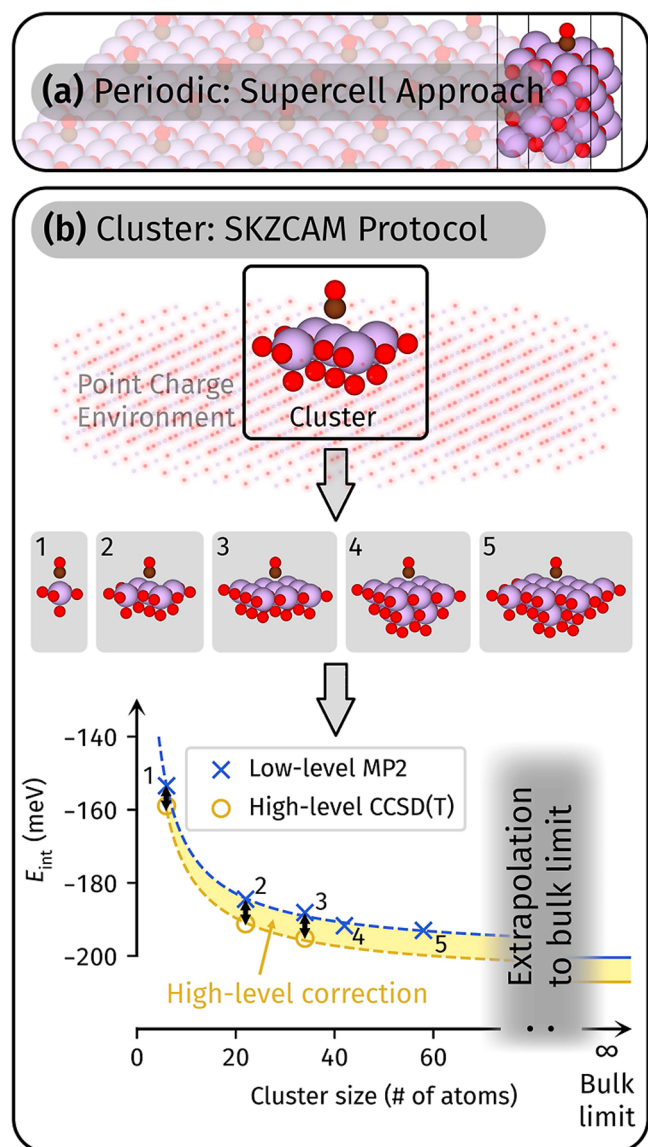 (a) Periodic: Supercell Approach
(b) Cluster: SKZCAM Protocol
Point Charge
Environment
Cluster
1
2
3
4
5
E_int (meV)
−140
−160
−180
−200
Low-level MP2
High-level CCSD(T)
1
2
3
4
5
High-level correction
Extrapolation
to bulk limit
0
20
40
60
∞
Cluster size (# of atoms)
Bulk
limit